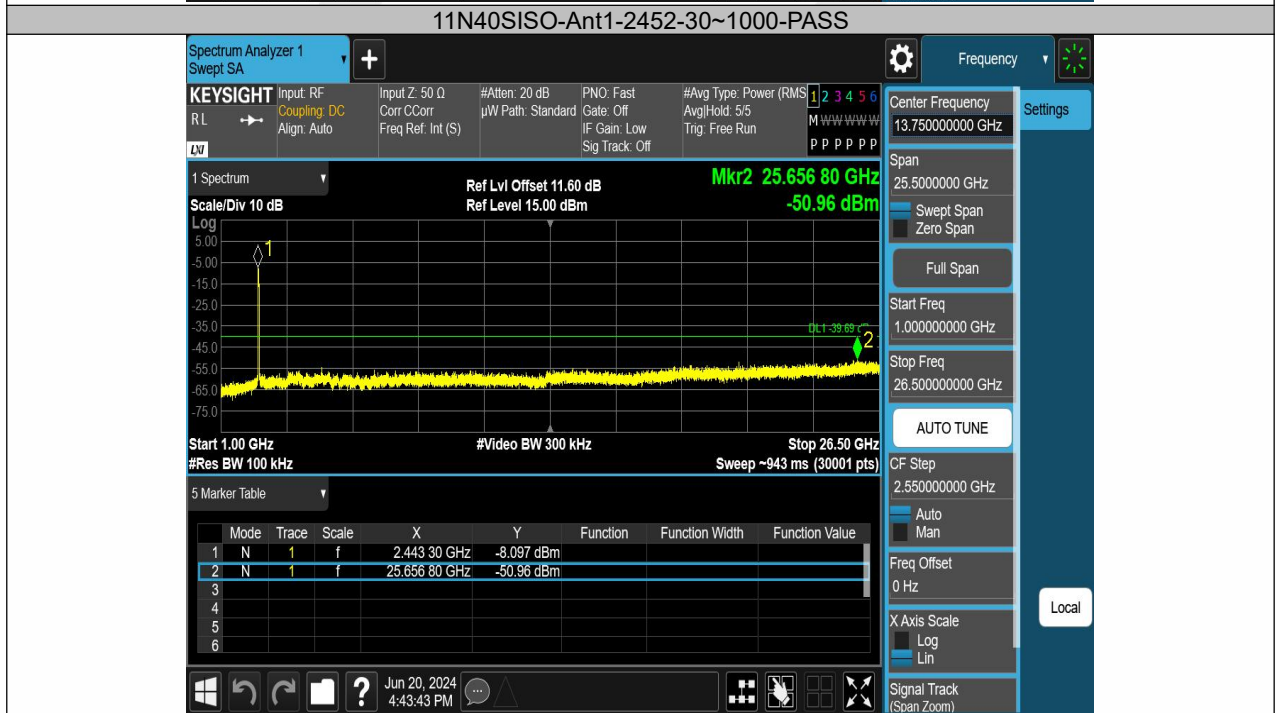 11N40SISO-Ant1-2452-30~1000-PASS
Spectrum Analyzer 1
Swept SA
+
Frequency
KEYSIGHT
RL
LXI
Input: RF
Coupling: DC
Align: Auto
Input Z: 50 Ω
Corr CCorr
Freq Ref: Int (S)
#Atten: 20 dB
µW Path: Standard
PNO: Fast
Gate: Off
IF Gain: Low
Sig Track: Off
#Avg Type: Power (RMS
Avg|Hold: 5/5
Trig: Free Run
1 2 3 4 5 6
M W W W W W
P P P P P P
1 Spectrum
Scale/Div 10 dB
Ref Lvl Offset 11.60 dB
Ref Level 15.00 dBm
Mkr2 25.656 80 GHz
-50.96 dBm
Log
5.00
-5.00
-15.0
-25.0
-35.0
-45.0
-55.0
-65.0
-75.0
1
DL1 -39.69
2
Start 1.00 GHz
#Video BW 300 kHz
Stop 26.50 GHz
#Res BW 100 kHz
Sweep ~943 ms (30001 pts)
5 Marker Table
Mode Trace Scale X Y Function Function Width Function Value
1 N 1 f 2.443 30 GHz -8.097 dBm
2 N 1 f 25.656 80 GHz -50.96 dBm
3
4
5
6
?
Jun 20, 2024
4:43:43 PM
Center Frequency
13.750000000 GHz
Settings
Span
25.5000000 GHz
Swept Span
Zero Span
Full Span
Start Freq
1.000000000 GHz
Stop Freq
26.500000000 GHz
AUTO TUNE
CF Step
2.550000000 GHz
Auto
Man
Freq Offset
0 Hz
Local
X Axis Scale
Log
Lin
Signal Track
(Span Zoom)